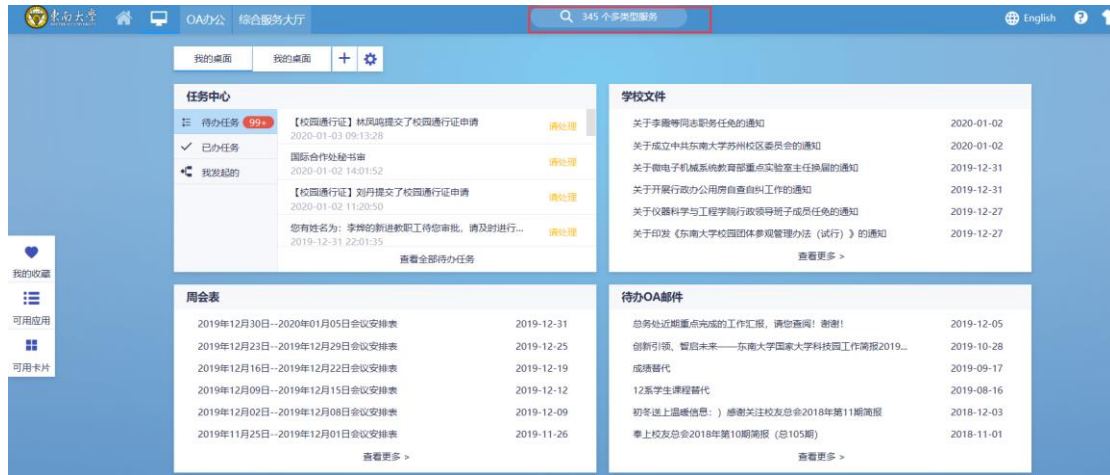 东南大学
OA办公 综合服务大厅
345 个多类型服务
English
我的桌面 我的桌面
任务中心
待办任务 99+
已办任务
我发起的
【校园通行证】林凤鸣提交了校园通行证申请 请处理
2020-01-03 09:13:28
国际合作处秘书审 请处理
2020-01-02 14:01:52
【校园通行证】刘丹提交了校园通行证申请 请处理
2020-01-02 11:20:50
您有姓名为：李烨的新进教职工待您审批，请及时进行... 请处理
2019-12-31 22:01:35
查看全部待办任务
学校文件
关于李霞等同志职务任免的通知 2020-01-02
关于成立中共东南大学苏州校区委员会的通知 2020-01-02
关于微电子机械系统教育部重点实验室主任换届的通知 2019-12-31
关于开展行政办公用房自查自纠工作的通知 2019-12-31
关于仪器科学与工程学院行政领导班子成员任免的通知 2019-12-27
关于印发《东南大学校园团体参观管理办法（试行）》的通知 2019-12-27
查看更多 >
我的收藏
可用应用
可用卡片
周会表
2019年12月30日--2020年01月05日会议安排表 2019-12-31
2019年12月23日--2019年12月29日会议安排表 2019-12-25
2019年12月16日--2019年12月22日会议安排表 2019-12-19
2019年12月09日--2019年12月15日会议安排表 2019-12-12
2019年12月02日--2019年12月08日会议安排表 2019-12-09
2019年11月25日--2019年12月01日会议安排表 2019-11-26
查看更多 >
待办OA邮件
总务处近期重点完成的工作汇报，请您查阅！谢谢！ 2019-12-05
创新引领、智启未来——东南大学国家大学科技园工作简报2019... 2019-10-28
成绩替代 2019-09-17
12系学生课程替代 2019-08-16
初冬送上温暖信息：）感谢关注校友总会2018年第11期简报 2018-12-03
奉上校友总会2018年第10期简报（总105期） 2018-11-01
查看更多 >